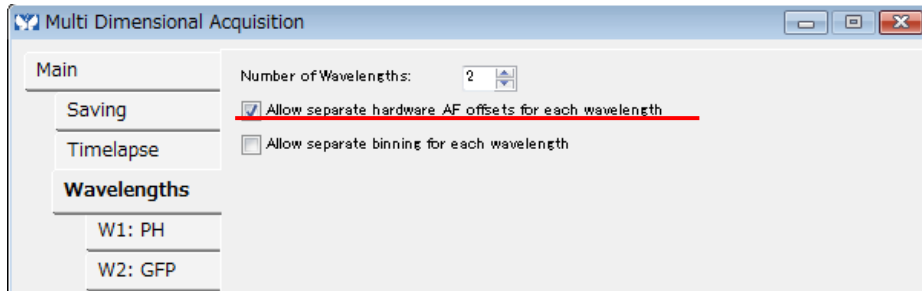 Multi Dimensional Acquisition
Main
Saving
Timelapse
Wavelengths
W1: PH
W2: GFP
Number of Wavelengths: 2
Allow separate hardware AF offsets for each wavelength
Allow separate binning for each wavelength